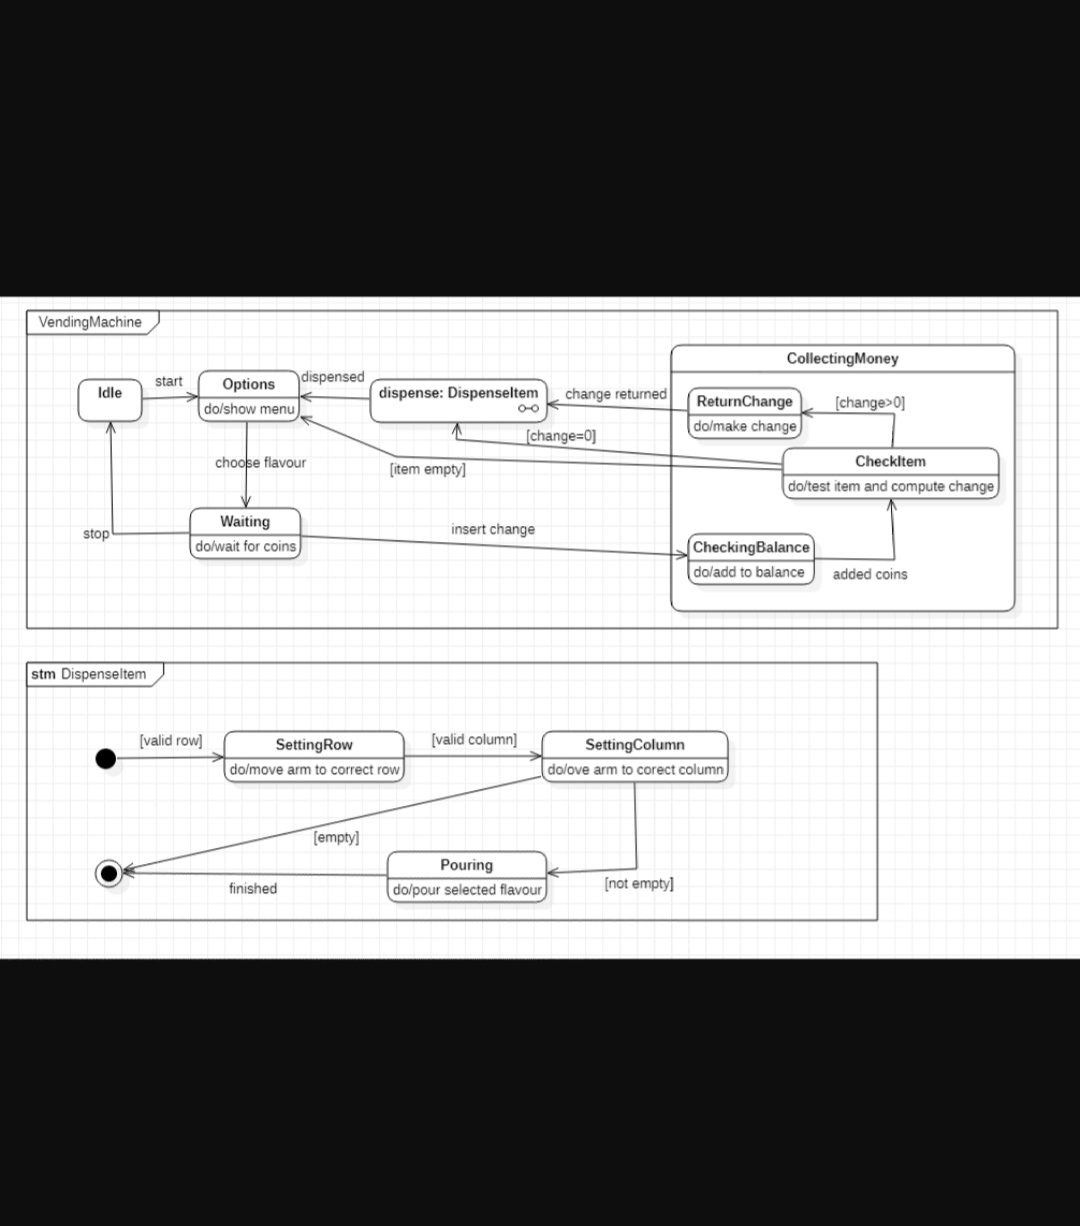 VendingMachine
CollectingMoney
Idle
start
Options
do/show menu
dispensed
dispense: DispenseItem
change returned
ReturnChange
do/make change
[change>0]
[change=0]
CheckItem
do/test item and compute change
[item empty]
choose flavour
Waiting
do/wait for coins
stop
insert change
CheckingBalance
do/add to balance
added coins
stm DispenseItem
[valid row]
SettingRow
do/move arm to correct row
[valid column]
SettingColumn
do/ove arm to corect column
[empty]
Pouring
do/pour selected flavour
[not empty]
finished